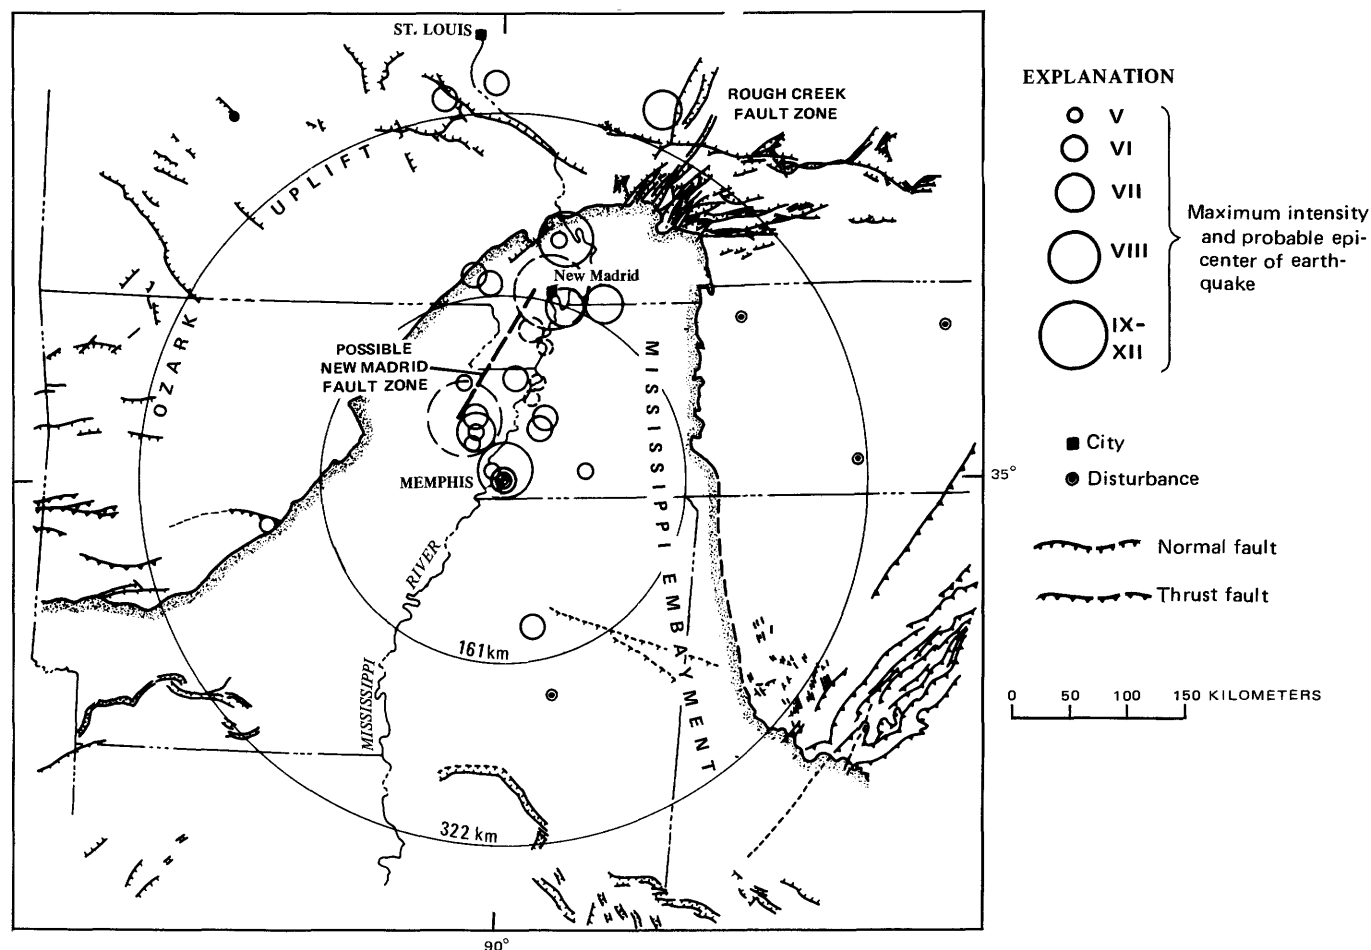 ST. LOUIS
ROUGH CREEK
FAULT ZONE
OZARK UPLIFT
New Madrid
POSSIBLE
NEW MADRID
FAULT ZONE
MEMPHIS
MISSISSIPPI EMBAYMENT
MISSISSIPPI RIVER
161km
322 km
35°
90°
EXPLANATION
V
VI
VII
VIII
IX-
XII
Maximum intensity
and probable epi-
center of earth-
quake
City
Disturbance
Normal fault
Thrust fault
0 50 100 150 KILOMETERS